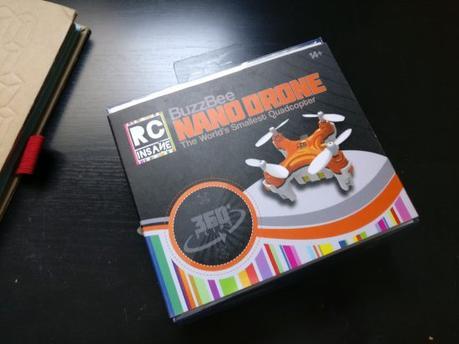 14+
BuzzBee
NANO DRONE
The World's Smallest Quadcopter
RC
INSANE
360